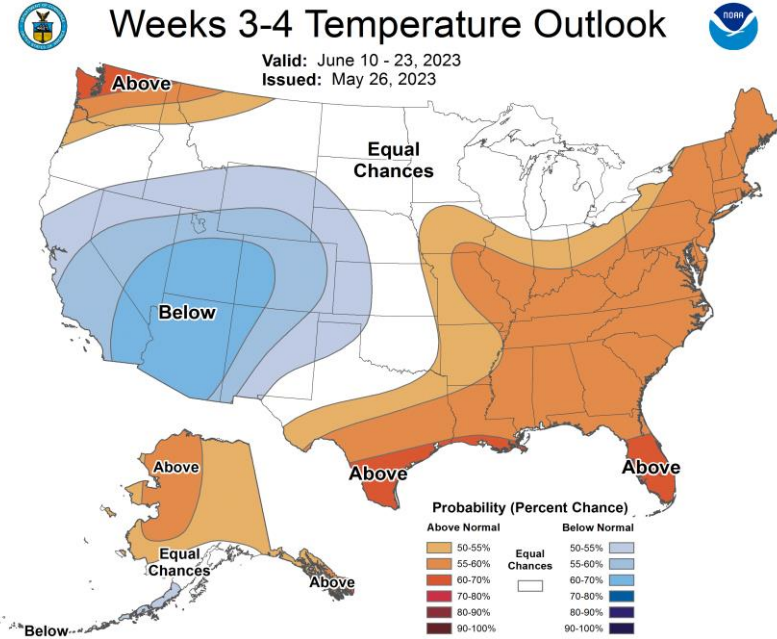 Weeks 3-4 Temperature Outlook
Valid: June 10 - 23, 2023
Issued: May 26, 2023
NOAA
Above
Equal
Chances
Below
Above
Above
Above
Equal
Chances
Above
Below
Probability (Percent Chance)
Above Normal
Below Normal
50-55%
55-60%
60-70%
70-80%
80-90%
90-100%
Equal
Chances
50-55%
55-60%
60-70%
70-80%
80-90%
90-100%